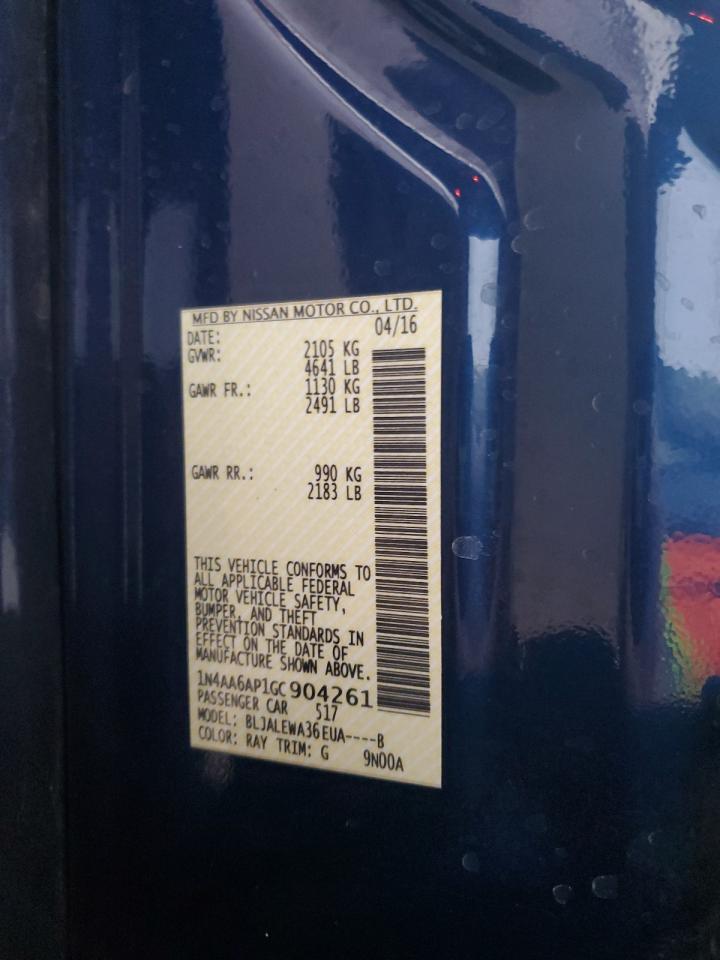 MFD BY NISSAN MOTOR CO., LTD.
DATE: 04/16
GVWR: 2105 KG
4641 LB
GAWR FR.: 1130 KG
2491 LB
GAWR RR.: 990 KG
2183 LB
THIS VEHICLE CONFORMS TO
ALL APPLICABLE FEDERAL
MOTOR VEHICLE SAFETY,
BUMPER, AND THEFT
PREVENTION STANDARDS IN
EFFECT ON THE DATE OF
MANUFACTURE SHOWN ABOVE.
1N4AA6AP1GC904261
PASSENGER CAR 517
MODEL: BLJALEWA36EUA----B
COLOR: RAY TRIM: G 9N00A